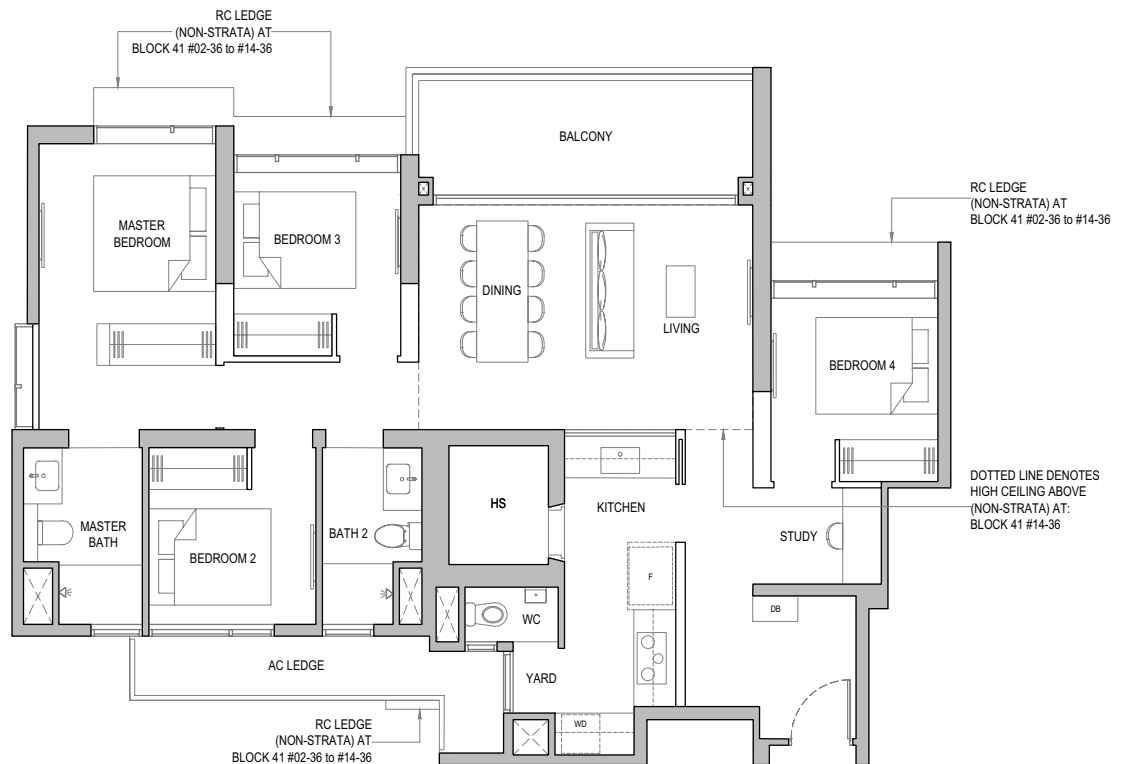 RC LEDGE
(NON-STRATA) AT
BLOCK 41 #02-36 to #14-36
BALCONY
RC LEDGE
(NON-STRATA) AT
BLOCK 41 #02-36 to #14-36
MASTER
BEDROOM
BEDROOM 3
DINING
LIVING
BEDROOM 4
DOTTED LINE DENOTES
HIGH CEILING ABOVE
(NON-STRATA) AT:
BLOCK 41 #14-36
HS
KITCHEN
STUDY
MASTER
BATH
BEDROOM 2
BATH 2
F
DB
WC
AC LEDGE
YARD
WD
RC LEDGE
(NON-STRATA) AT
BLOCK 41 #02-36 to #14-36